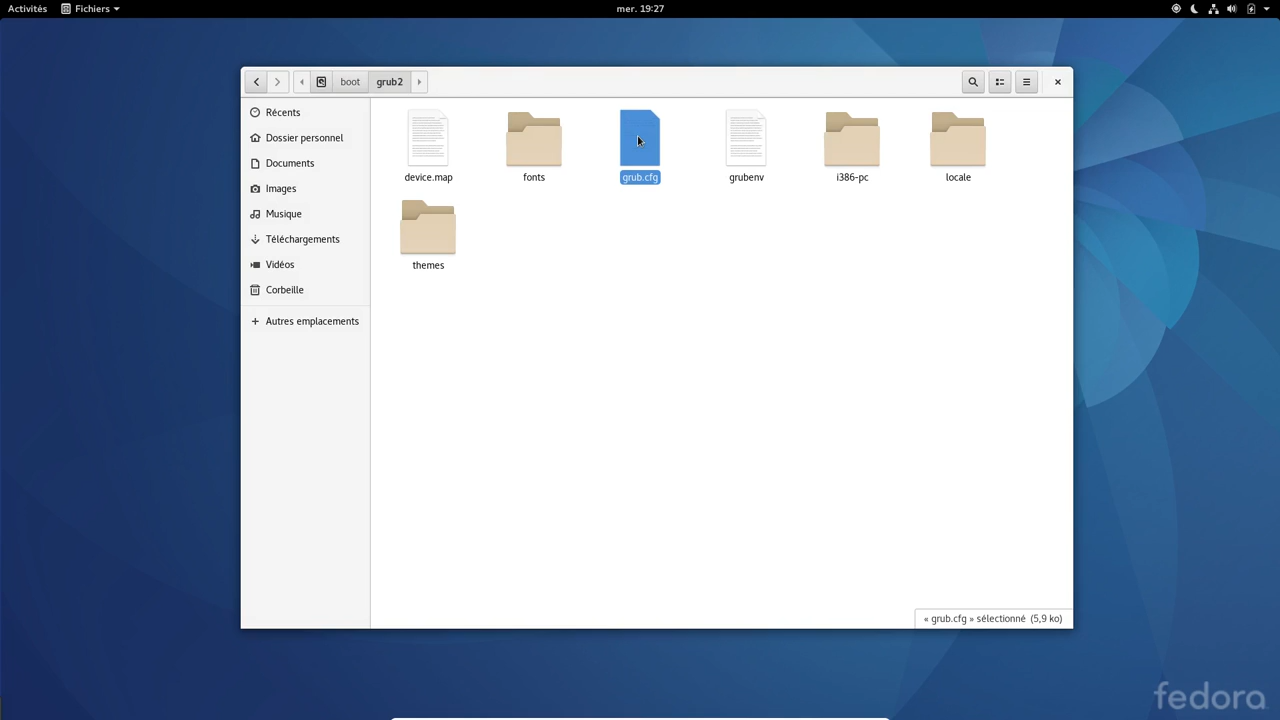 Activités Fichiers mer. 19:27
boot grub2
Récents
Dossier personnel
Documents
Images
Musique
Téléchargements
Vidéos
Corbeille
Autres emplacements
device.map fonts grub.cfg grubenv i386-pc locale
themes
« grub.cfg » sélectionné (5,9 ko)
fedora